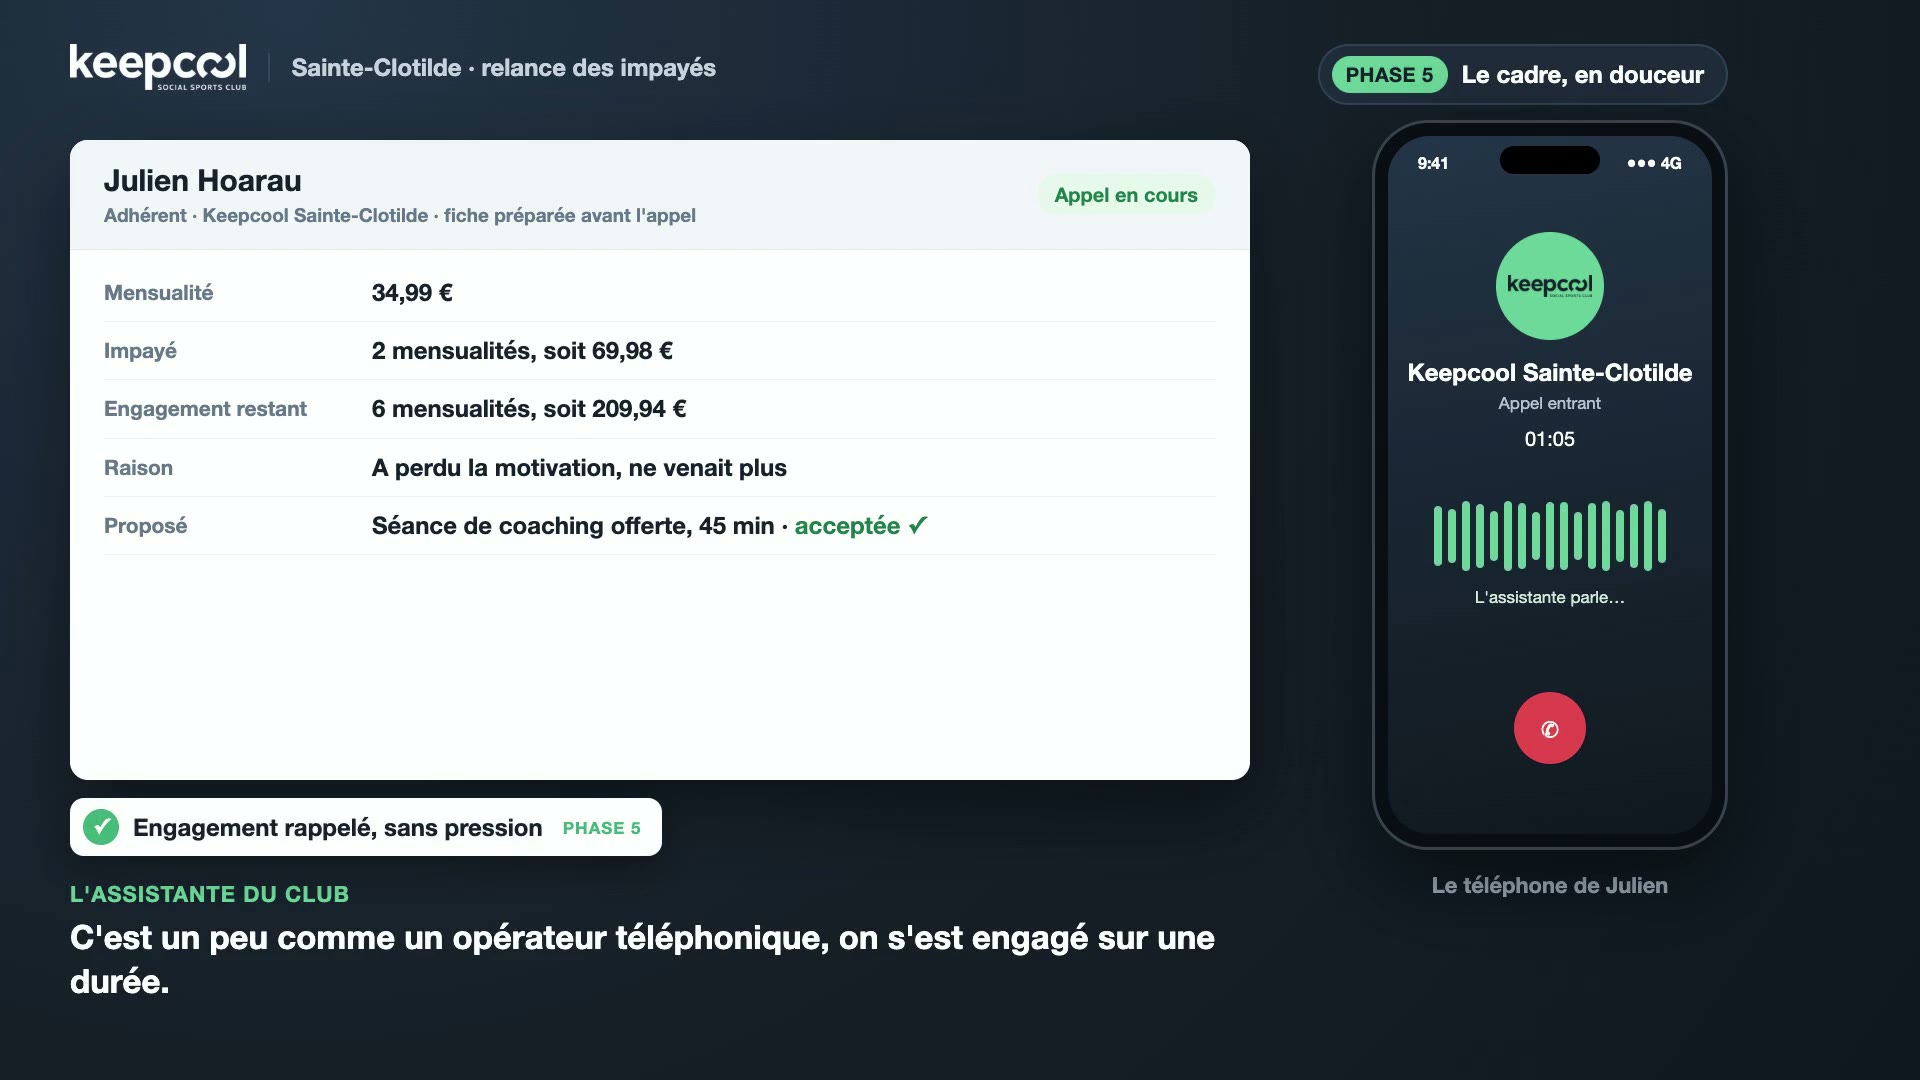 keepcool
SOCIAL SPORTS CLUB
Sainte-Clotilde · relance des impayés
PHASE 5 Le cadre, en douceur
Julien Hoarau
Adhérent · Keepcool Sainte-Clotilde · fiche préparée avant l'appel
Appel en cours
Mensualité 34,99 €
Impayé 2 mensualités, soit 69,98 €
Engagement restant 6 mensualités, soit 209,94 €
Raison A perdu la motivation, ne venait plus
Proposé Séance de coaching offerte, 45 min · acceptée ✓
✓ Engagement rappelé, sans pression PHASE 5
L'ASSISTANTE DU CLUB
C'est un peu comme un opérateur téléphonique, on s'est engagé sur une
durée.
9:41 4G
keepcool
SOCIAL SPORTS CLUB
Keepcool Sainte-Clotilde
Appel entrant
01:05
L'assistante parle…
Le téléphone de Julien